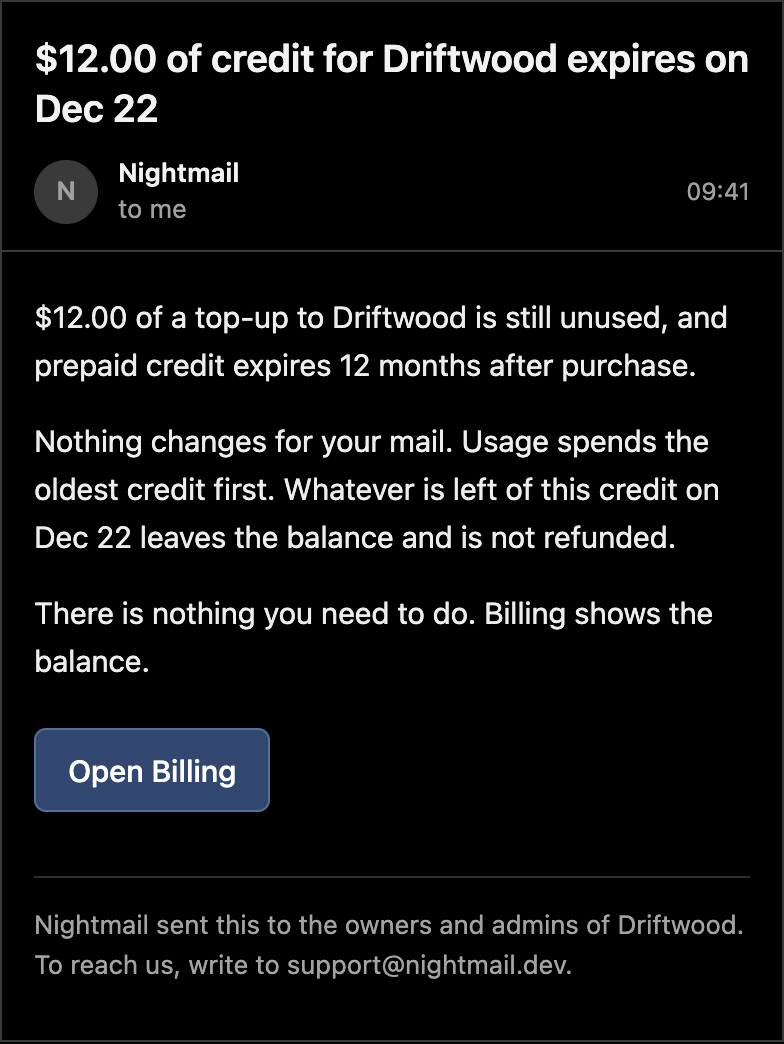 $12.00 of credit for Driftwood expires on
Dec 22
N
Nightmail
to me
09:41
$12.00 of a top-up to Driftwood is still unused, and
prepaid credit expires 12 months after purchase.
Nothing changes for your mail. Usage spends the
oldest credit first. Whatever is left of this credit on
Dec 22 leaves the balance and is not refunded.
There is nothing you need to do. Billing shows the
balance.
Open Billing
Nightmail sent this to the owners and admins of Driftwood.
To reach us, write to support@nightmail.dev.